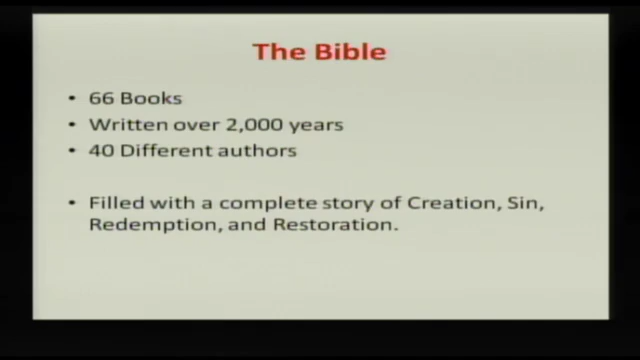 The Bible
• 66 Books
• Written over 2,000 years
• 40 Different authors
• Filled with a complete story of Creation, Sin,
Redemption, and Restoration.